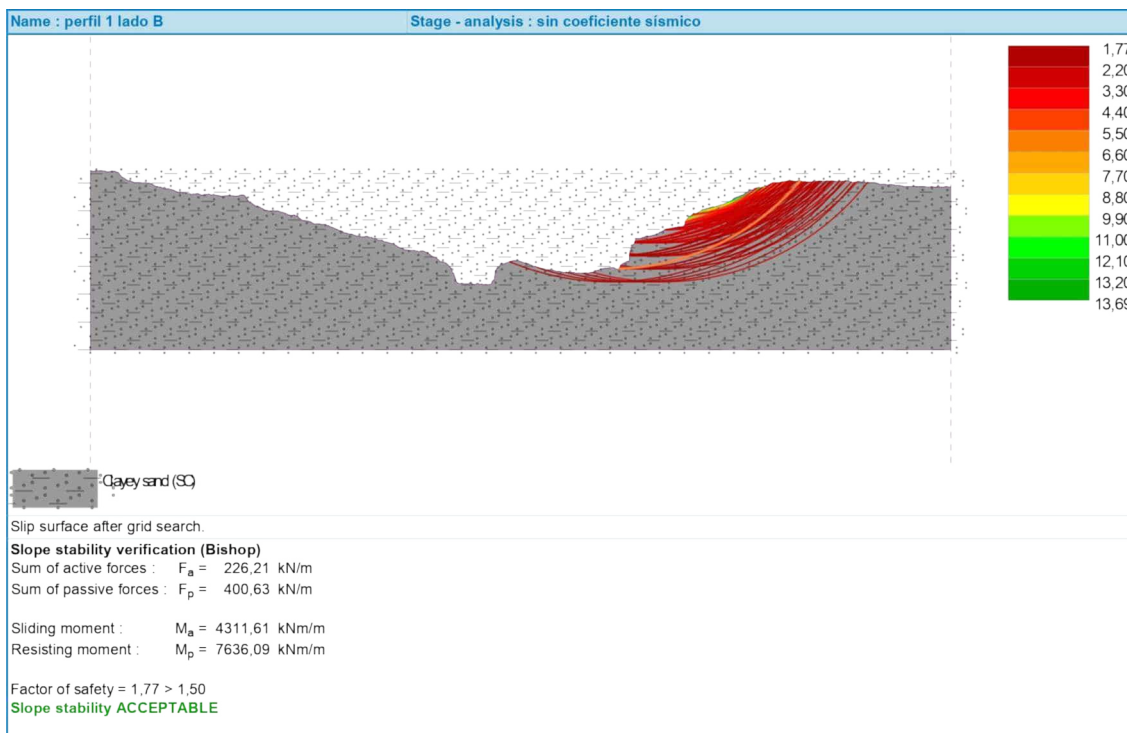 Name : perfil 1 lado B Stage - analysis : sin coeficiente sísmico
1,77
2,20
3,30
4,40
5,50
6,60
7,70
8,80
9,90
11,00
12,10
13,20
13,69
Clayey sand (SC)
Slip surface after grid search.
Slope stability verification (Bishop)
Sum of active forces : Fa = 226,21 kN/m
Sum of passive forces : Fp = 400,63 kN/m
Sliding moment : Ma = 4311,61 kNm/m
Resisting moment : Mp = 7636,09 kNm/m
Factor of safety = 1,77 > 1,50
Slope stability ACCEPTABLE